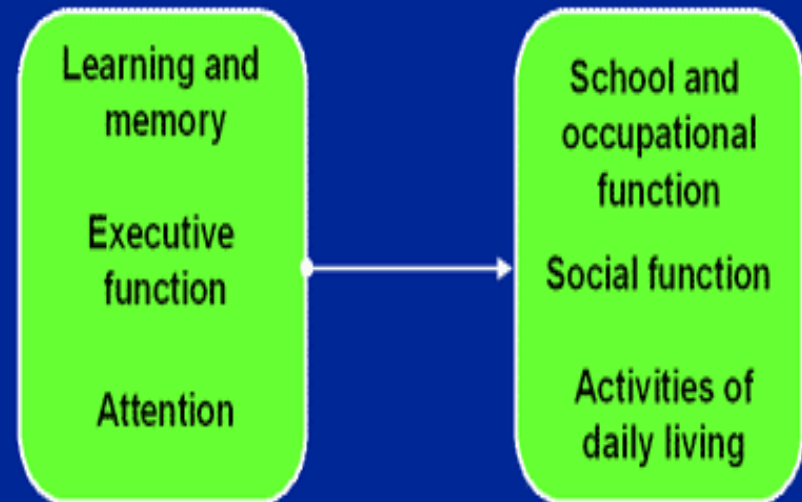 Learning and
memory
Executive
function
Attention
School and
occupational
function
Social function
Activities of
daily living